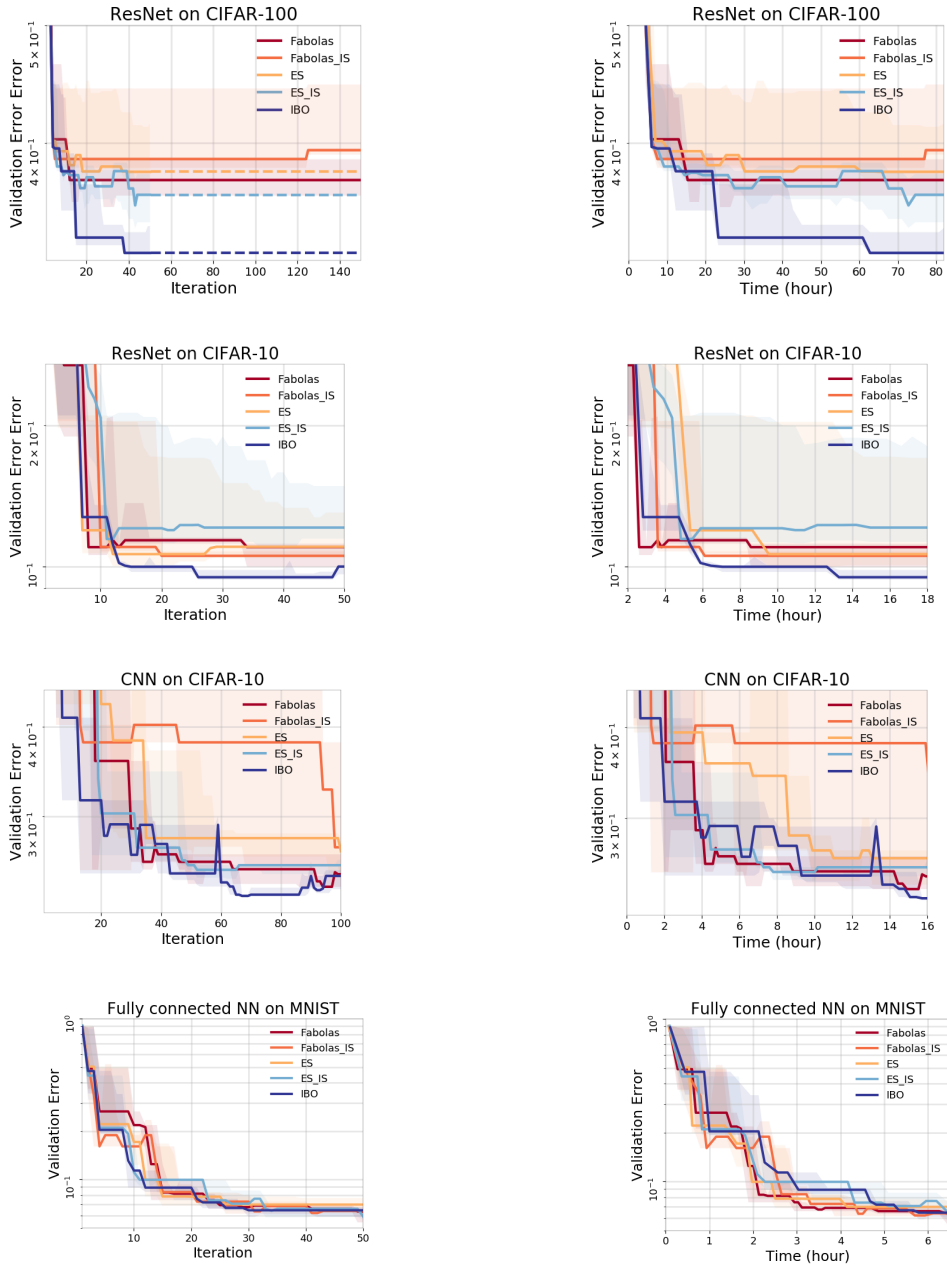 ResNet on CIFAR-100
Validation Error Error
5 × 10⁻¹
4 × 10⁻¹
Fabolas
Fabolas_IS
ES
ES_IS
IBO
20 40 60 80 100 120 140
Iteration
ResNet on CIFAR-100
Validation Error Error
5 × 10⁻¹
4 × 10⁻¹
Fabolas
Fabolas_IS
ES
ES_IS
IBO
0 10 20 30 40 50 60 70 80
Time (hour)
ResNet on CIFAR-10
Validation Error Error
2 × 10⁻¹
10⁻¹
Fabolas
Fabolas_IS
ES
ES_IS
IBO
10 20 30 40 50
Iteration
ResNet on CIFAR-10
Validation Error Error
2 × 10⁻¹
10⁻¹
Fabolas
Fabolas_IS
ES
ES_IS
IBO
2 4 6 8 10 12 14 16 18
Time (hour)
CNN on CIFAR-10
Validation Error
4 × 10⁻¹
3 × 10⁻¹
Fabolas
Fabolas_IS
ES
ES_IS
IBO
20 40 60 80 100
Iteration
CNN on CIFAR-10
Validation Error
4 × 10⁻¹
3 × 10⁻¹
Fabolas
Fabolas_IS
ES
ES_IS
IBO
0 2 4 6 8 10 12 14 16
Time (hour)
Fully connected NN on MNIST
Validation Error
10⁰
10⁻¹
Fabolas
Fabolas_IS
ES
ES_IS
IBO
10 20 30 40 50
Iteration
Fully connected NN on MNIST
Validation Error
10⁰
10⁻¹
Fabolas
Fabolas_IS
ES
ES_IS
IBO
0 1 2 3 4 5 6
Time (hour)